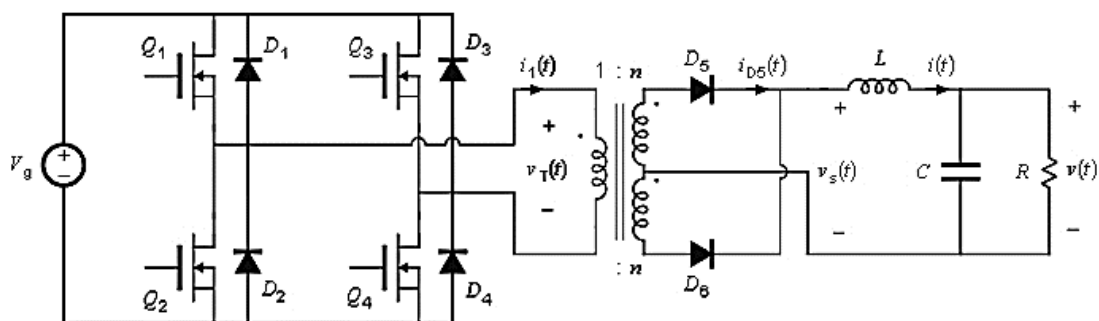 Q1 D1 Q3 D3 i1(t) 1 : n D5 iD5(t) L i(t)
Vg + − + vT(t) − + vs(t) − C R + v(t) −
Q2 D2 Q4 D4 : n D6